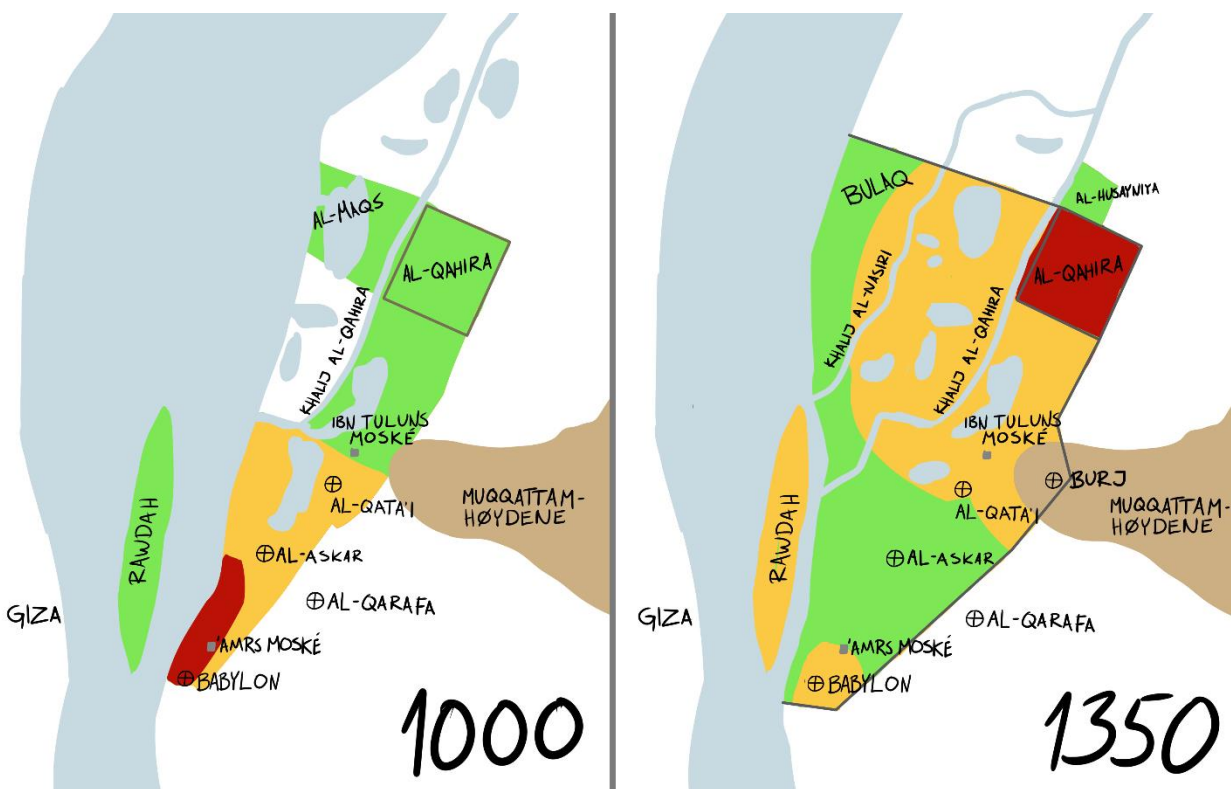 AL-MAQS
AL-QAHIRA
KHALIJ AL-QAHIRA
IBN TULUNS
MOSKÉ
AL-QATA'I
MUQQATTAM-
HØYDENE
RAWDAH
AL-ASKAR
AL-QARAFA
GIZA
'AMRS MOSKÉ
BABYLON
1000
BULAQ
AL-HUSAYNIYA
AL-QAHIRA
KHALIJ AL-NASIRI
KHALIJ AL-QAHIRA
IBN TULUNS
MOSKÉ
BURJ
AL-QATA'I
MUQQATTAM-
HØYDENE
RAWDAH
AL-ASKAR
GIZA
AL-QARAFA
'AMRS MOSKÉ
BABYLON
1350